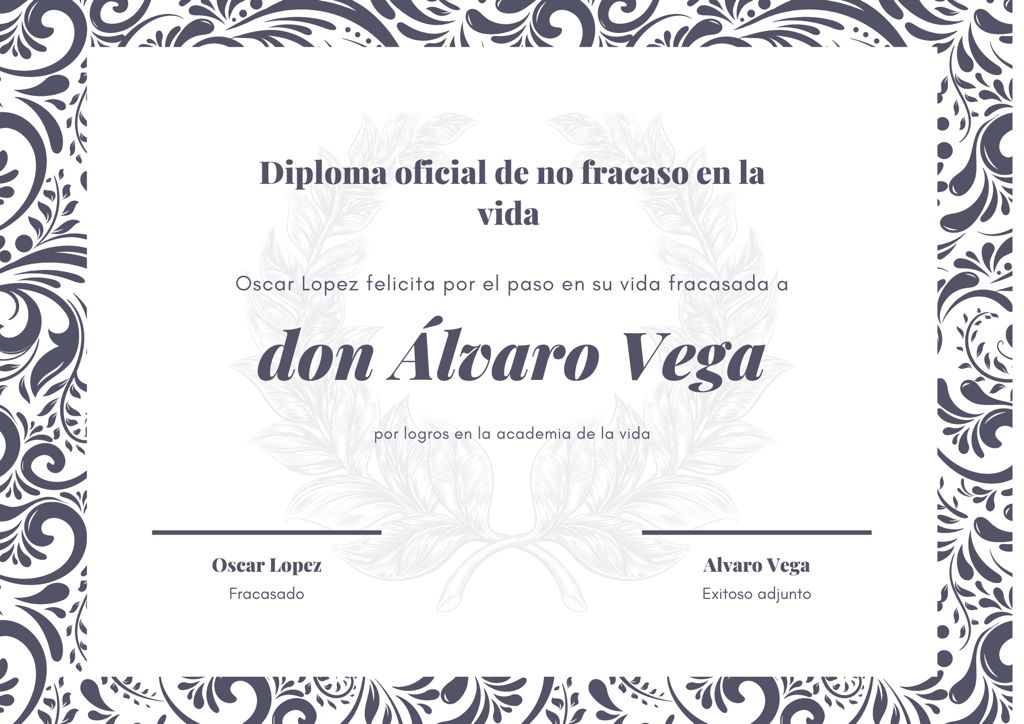 Diploma oficial de no fracaso en la
vida
Oscar Lopez felicita por el paso en su vida fracasada a
don Álvaro Vega
por logros en la academia de la vida
Oscar Lopez
Fracasado
Alvaro Vega
Exitoso adjunto